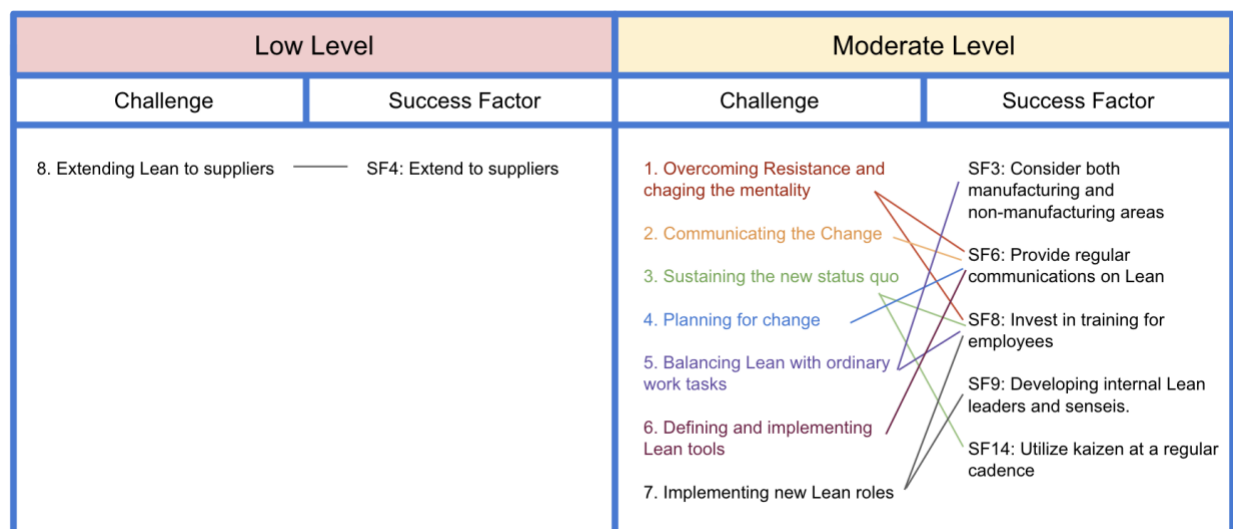 Low Level
Moderate Level
Challenge
Success Factor
Challenge
Success Factor
8. Extending Lean to suppliers
SF4: Extend to suppliers
1. Overcoming Resistance and
chaging the mentality
2. Communicating the Change
3. Sustaining the new status quo
4. Planning for change
5. Balancing Lean with ordinary
work tasks
6. Defining and implementing
Lean tools
7. Implementing new Lean roles
SF3: Consider both
manufacturing and
non-manufacturing areas
SF6: Provide regular
communications on Lean
SF8: Invest in training for
employees
SF9: Developing internal Lean
leaders and senseis.
SF14: Utilize kaizen at a regular
cadence